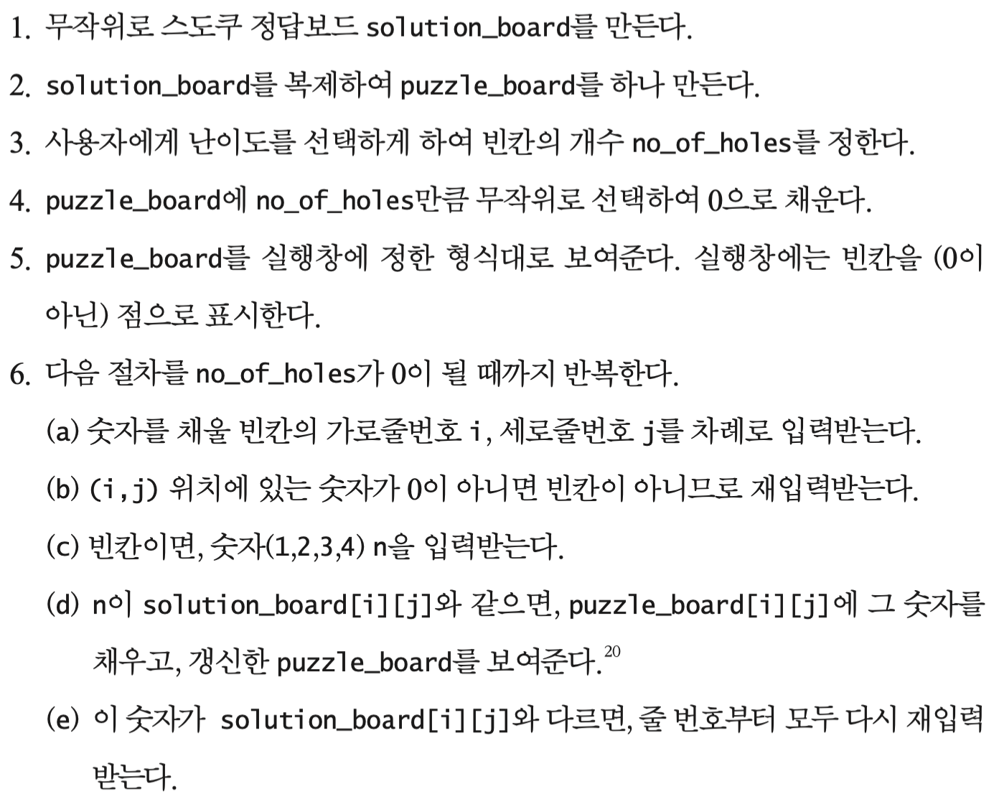 1. 무작위로 스도쿠 정답보드 solution_board를 만든다.
2. solution_board를 복제하여 puzzle_board를 하나 만든다.
3. 사용자에게 난이도를 선택하게 하여 빈칸의 개수 no_of_holes를 정한다.
4. puzzle_board에 no_of_holes만큼 무작위로 선택하여 0으로 채운다.
5. puzzle_board를 실행창에 정한 형식대로 보여준다. 실행창에는 빈칸을 (0이
아닌) 점으로 표시한다.
6. 다음 절차를 no_of_holes가 0이 될 때까지 반복한다.
(a) 숫자를 채울 빈칸의 가로줄번호 i, 세로줄번호 j를 차례로 입력받는다.
(b) (i,j) 위치에 있는 숫자가 0이 아니면 빈칸이 아니므로 재입력받는다.
(c) 빈칸이면, 숫자(1,2,3,4) n을 입력받는다.
(d) n이 solution_board[i][j]와 같으면, puzzle_board[i][j]에 그 숫자를
채우고, 갱신한 puzzle_board를 보여준다.20
(e) 이 숫자가 solution_board[i][j]와 다르면, 줄 번호부터 모두 다시 재입력
받는다.